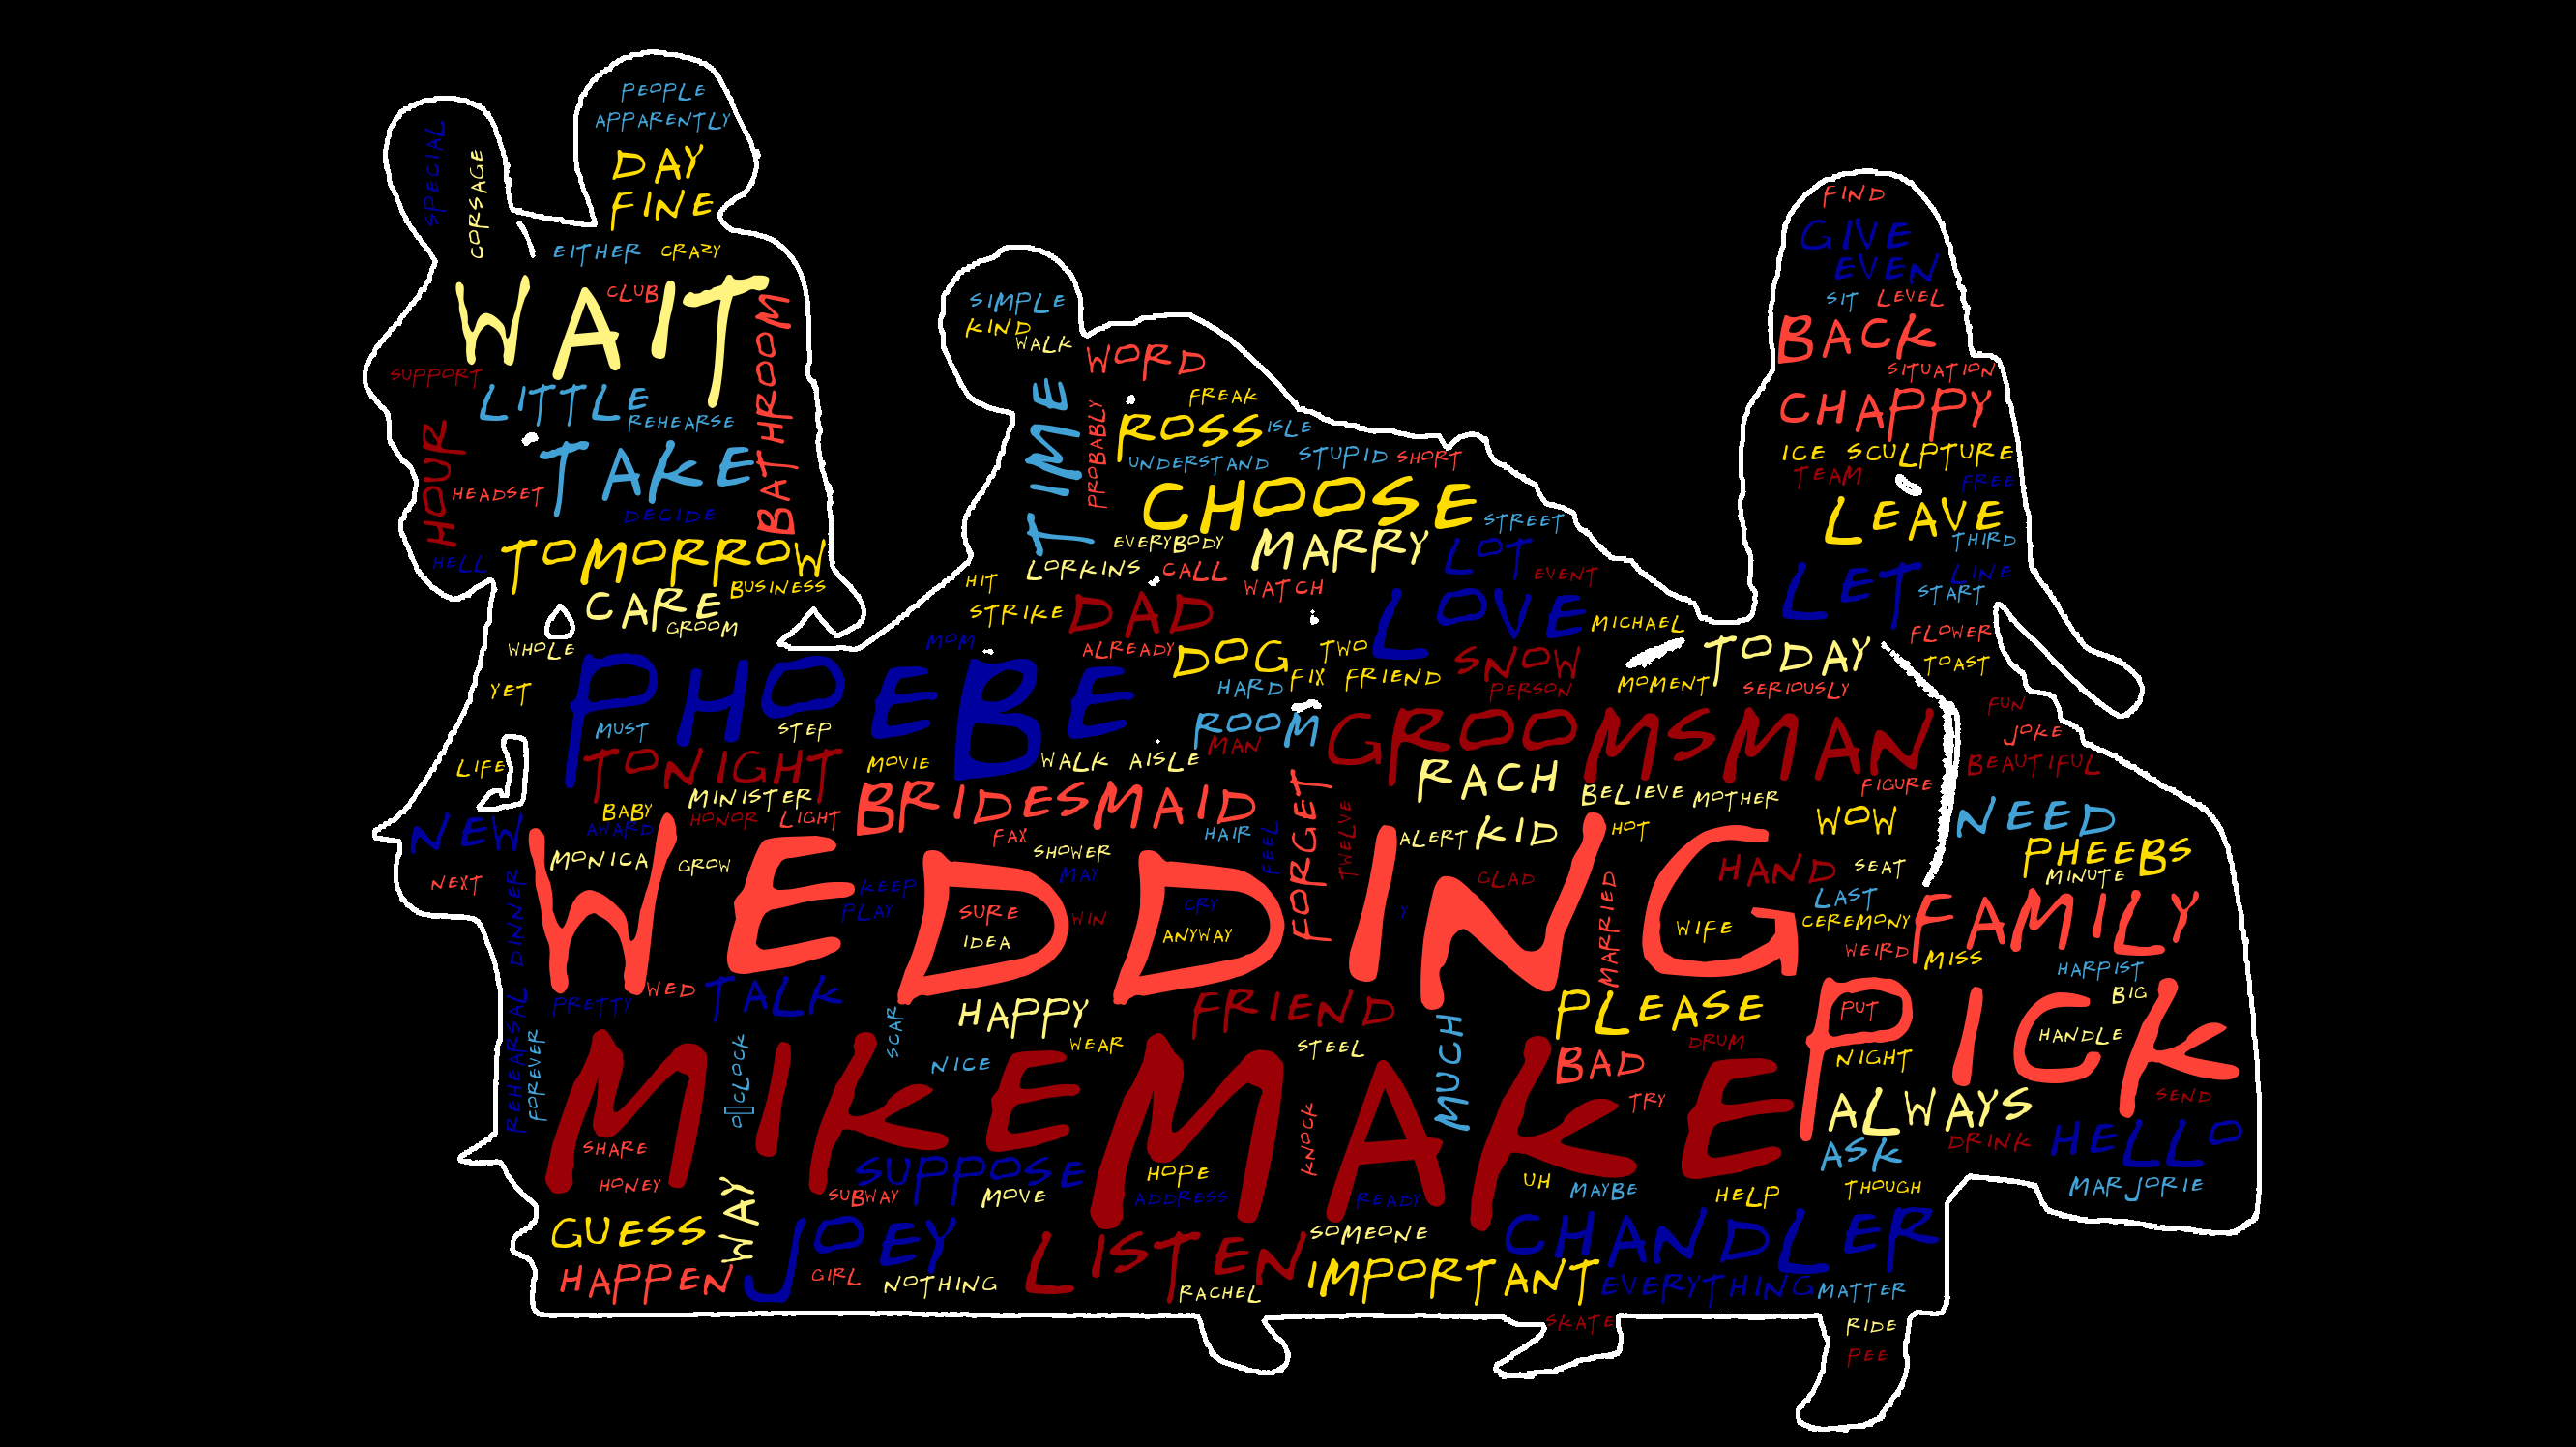 PEOPLE
APPARENTLY
DAY
FINE
SPECIAL
CORSAGE
EITHER CRAZY
WAIT
CLUB
BATHROOM
SUPPORT
LITTLE
REHEARSE
HOUR
HEADSET
TAKE
DECIDE
HELL
TOMORROW
BUSINESS
CARE
GROOM
WHOLE
YET
SIMPLE
KIND
WALK
WORD
TIME
PROBABLY
FREAK
ROSS
ISLE
UNDERSTAND
STUPID
SHORT
CHOOSE
STREET
EVERYBODY
MARRY
LOT
EVENT
LORKINS
CALL
WATCH
HIT
STRIKE
DAD
LOVE
MICHAEL
MOM
ALREADY
DOG
TWO
SNOW
HARD
FIX
FRIEND
PERSON
MOMENT
FIND
GIVE
EVEN
SIT
LEVEL
BACK
SITUATION
CHAPPY
ICE SCULPTURE
TEAM
FREE
LEAVE
THIRD
LET
LINE
START
FLOWER
TODAY
TOAST
SERIOUSLY
FUN
JOKE
BEAUTIFUL
PHOEBE
MUST
STEP
ROOM
MAN
GROOMSMAN
LIFE
TONIGHT
MOVIE
WALK AISLE
RACH
BELIEVE
MOTHER
FIGURE
MINISTER
BRIDESMAID
FORGET
TWELVE
BABY
AWARD
HONOR
LIGHT
NEW
FAX
HAIR
FEEL
ALERT
KID
HOT
WOW
NEED
MONICA
GROW
SHOWER
MAY
PHEEBS
MINUTE
NEXT
WEDDING
KEEP
PLAY
SURE
IDEA
WIN
CRY
ANYWAY
Y
GLAD
MARRIED
WIFE
HAND
SEAT
LAST
CEREMONY
WEIRD
FAMILY
MISS
REHEARSAL DINNER
FOREVER
PRETTY
WED
TALK
SCAR
HAPPY
WEAR
FRIEND
STEEL
MUCH
PLEASE
DRUM
BAD
TRY
HARPIST
BIG
PICK
PUT
NIGHT
HANDLE
SEND
MIKE
O▯CLOCK
NICE
MAKE
KNOCK
ALWAYS
DRINK
HELLO
ASK
MARJORIE
SHARE
HONEY
WAY
SUPPOSE
SUBWAY
MOVE
HOPE
ADDRESS
READY
UH
MAYBE
HELP
THOUGH
GUESS
JOEY
LISTEN
SOMEONE
CHANDLER
HAPPEN
GIRL
NOTHING
RACHEL
IMPORTANT
EVERYTHING
MATTER
SKATE
RIDE
PEE